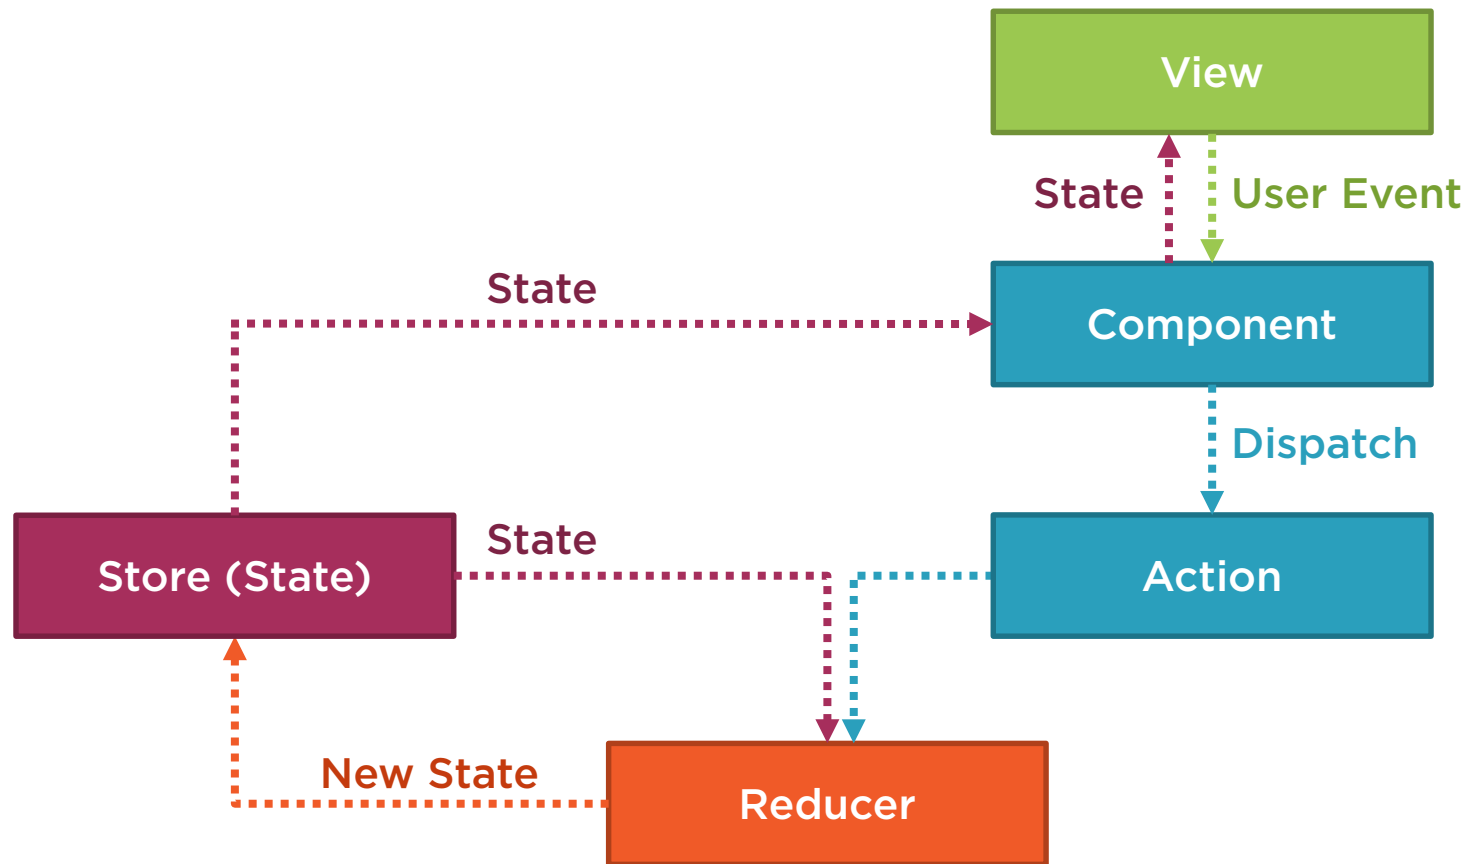 View
State
User Event
State
Component
Dispatch
State
Store (State)
Action
New State
Reducer